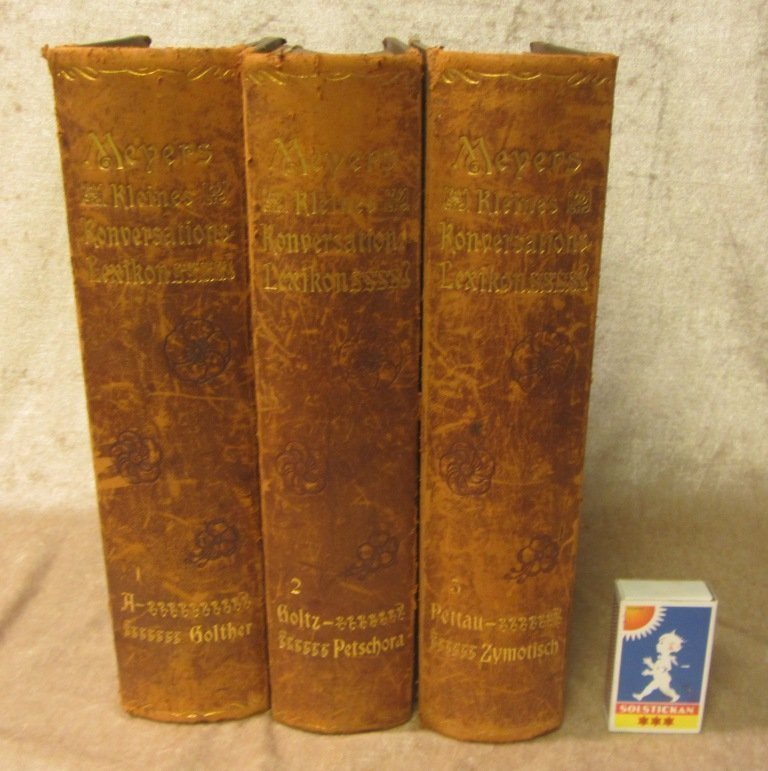 Meyers
Kleines
Konversations
Lexikon
1
A-
Golther
Meyers
Kleines
Konversations
Lexikon
2
Goltz-
Petschora
Meyers
Kleines
Konversations
Lexikon
3
Pettau-
Zymotisch
SOLSTICKAN